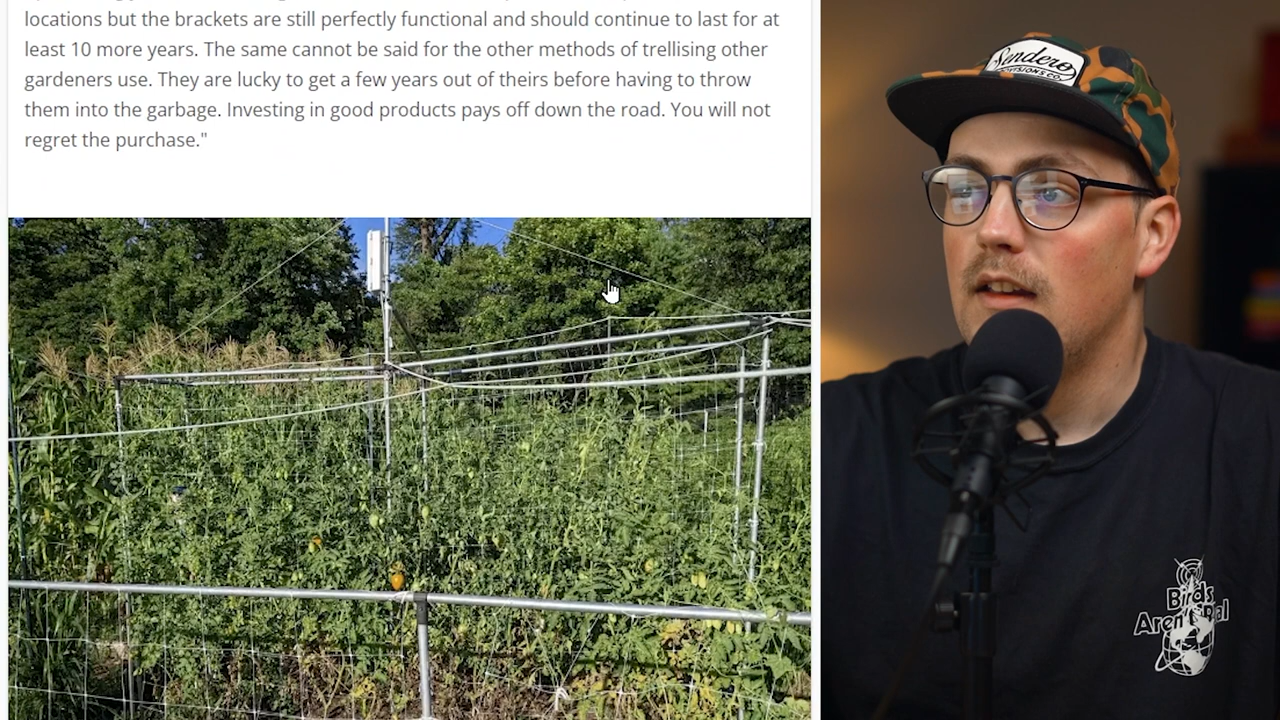 locations but the brackets are still perfectly functional and should continue to last for at
least 10 more years. The same cannot be said for the other methods of trellising other
gardeners use. They are lucky to get a few years out of theirs before having to throw
them into the garbage. Investing in good products pays off down the road. You will not
regret the purchase."
Sendero
PROVISIONS CO.
Birds
Aren't Real